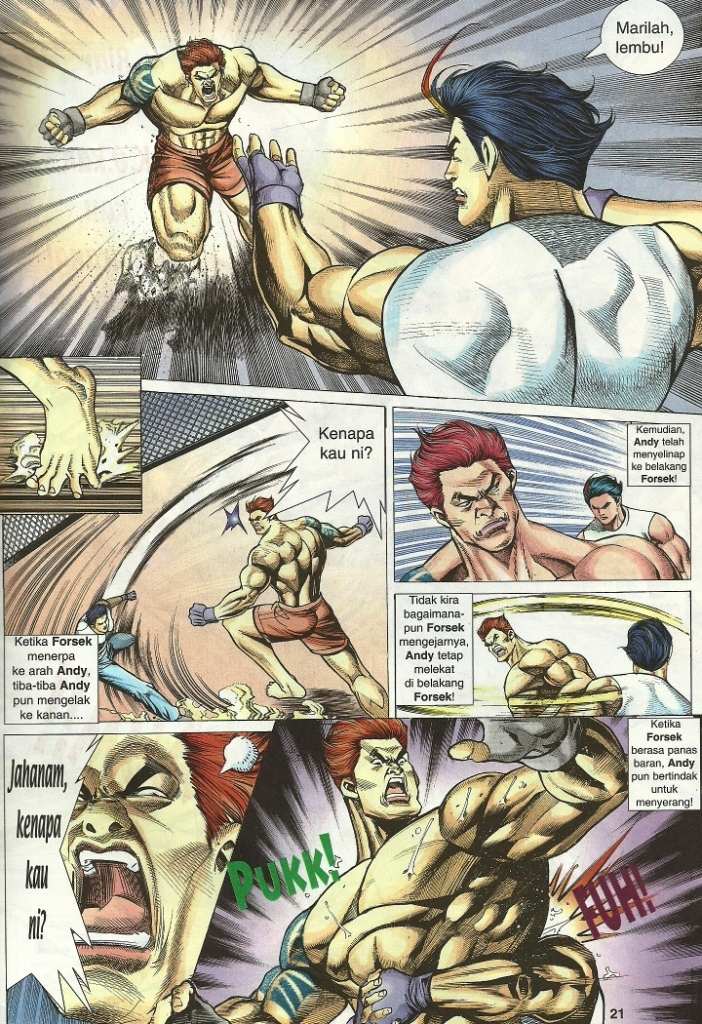 Marilah,
lembu!
Kenapa
kau ni?
Ketika Forsek
menerpa
ke arah Andy,
tiba-tiba Andy
pun mengelak
ke kanan....
Kemudian,
Andy telah
menyelinap
ke belakang
Forsek!
Tidak kira
bagaimana-
pun Forsek
mengejarnya,
Andy tetap
melekat
di belakang
Forsek!
Ketika
Forsek
berasa panas
baran, Andy
pun bertindak
untuk
menyerang!
Jahanam,
kenapa
kau
ni?
PUKK!
FUH!
21